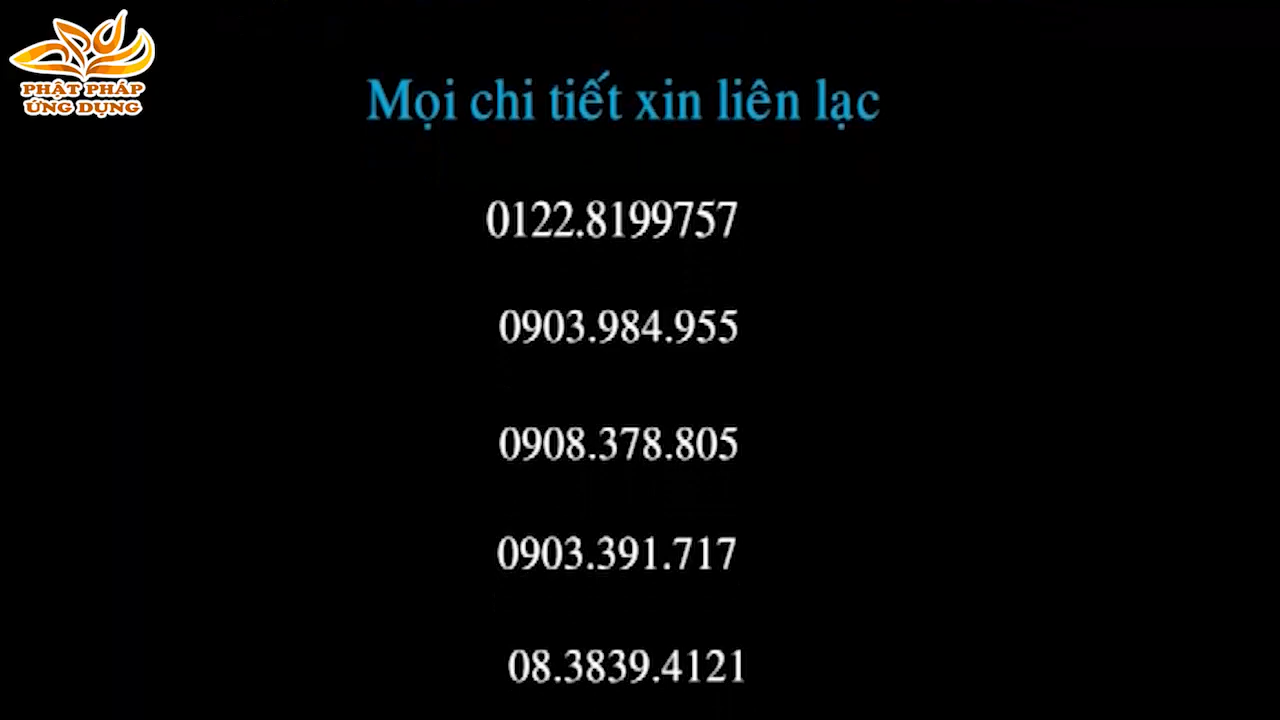 PHẬT PHÁP
ỨNG DỤNG
Mọi chi tiết xin liên lạc
0122.8199757
0903.984.955
0908.378.805
0903.391.717
08.3839.4121